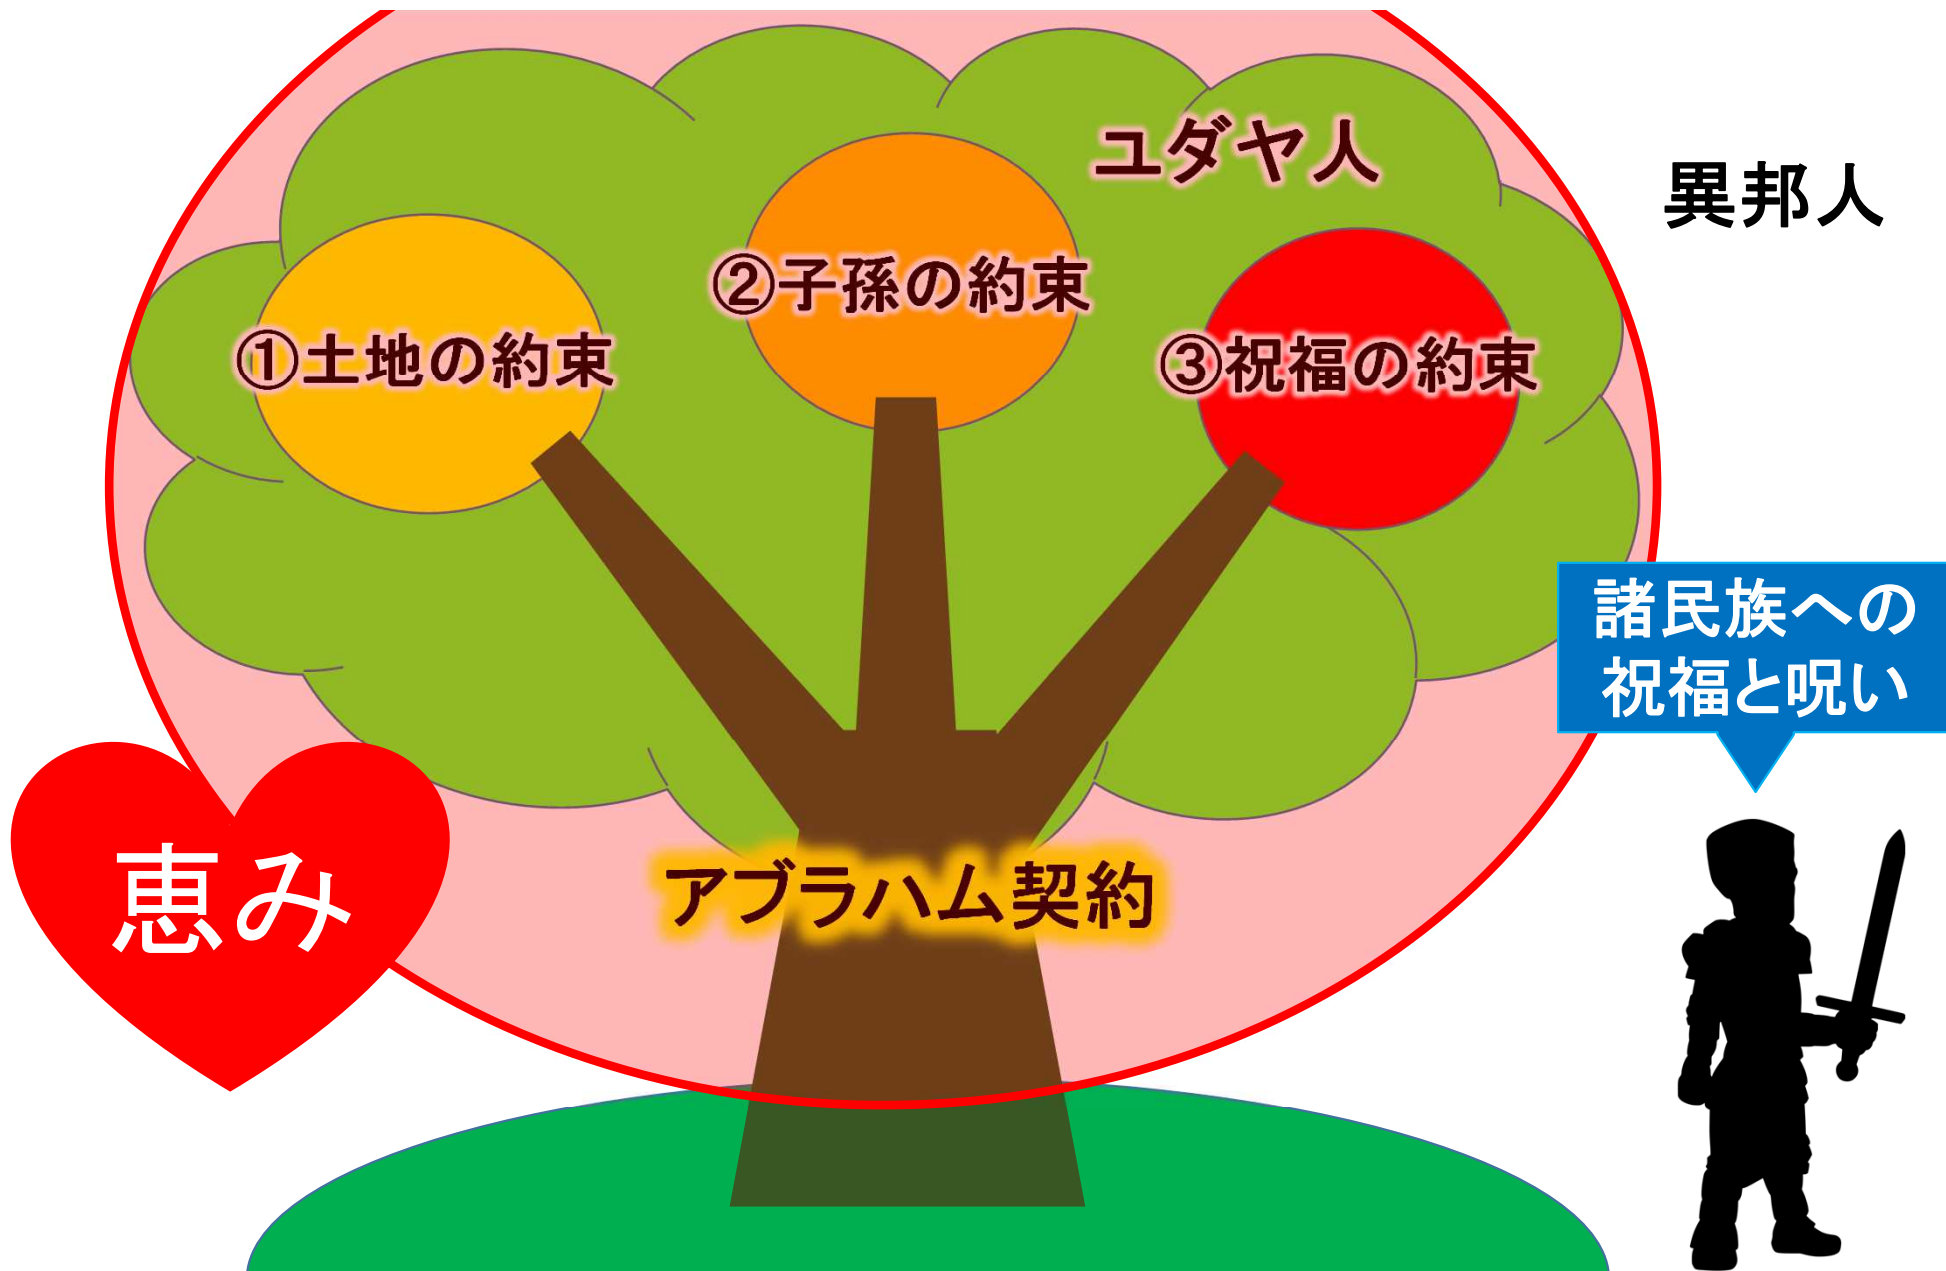 ユダヤ人
異邦人
②子孫の約束
①土地の約束
③祝福の約束
諸民族への
祝福と呪い
恵み
アブラハム契約